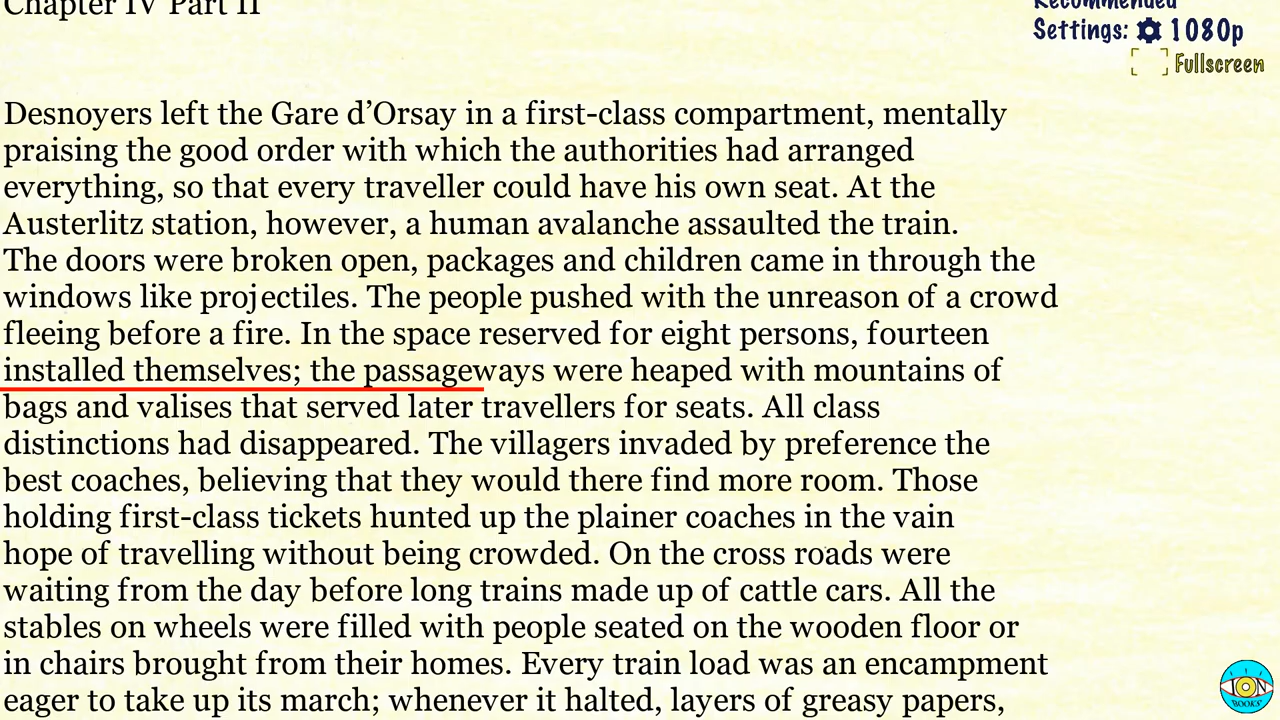 Chapter IV Part II
Recommended
Settings: 1080p
Fullscreen
Desnoyers left the Gare d’Orsay in a first-class compartment, mentally
praising the good order with which the authorities had arranged
everything, so that every traveller could have his own seat. At the
Austerlitz station, however, a human avalanche assaulted the train.
The doors were broken open, packages and children came in through the
windows like projectiles. The people pushed with the unreason of a crowd
fleeing before a fire. In the space reserved for eight persons, fourteen
installed themselves; the passageways were heaped with mountains of
bags and valises that served later travellers for seats. All class
distinctions had disappeared. The villagers invaded by preference the
best coaches, believing that they would there find more room. Those
holding first-class tickets hunted up the plainer coaches in the vain
hope of travelling without being crowded. On the cross roads were
waiting from the day before long trains made up of cattle cars. All the
stables on wheels were filled with people seated on the wooden floor or
in chairs brought from their homes. Every train load was an encampment
eager to take up its march; whenever it halted, layers of greasy papers,
ION
BOOKS